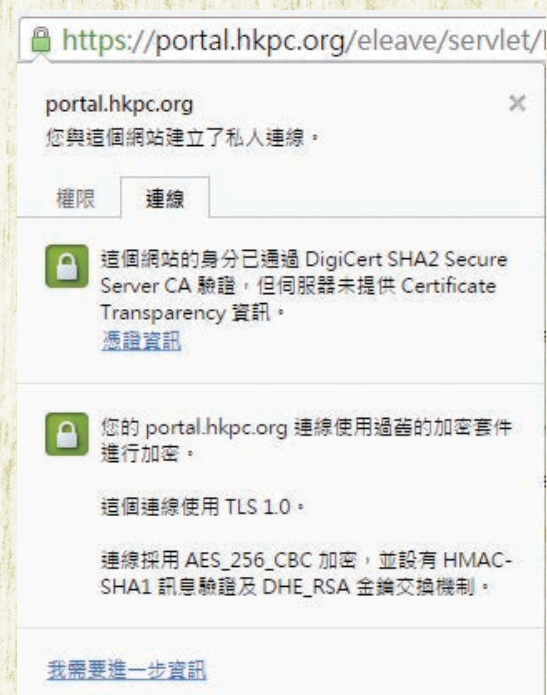 https://portal.hkpc.org/eleave/servlet/
portal.hkpc.org
您與這個網站建立了私人連線。
權限 連線
這個網站的身分已通過 DigiCert SHA2 Secure
Server CA 驗證，但伺服器未提供 Certificate
Transparency 資訊。
憑證資訊
您的 portal.hkpc.org 連線使用過舊的加密套件
進行加密。
這個連線使用 TLS 1.0。
連線採用 AES_256_CBC 加密，並設有 HMAC-
SHA1 訊息驗證及 DHE_RSA 金鑰交換機制。
我需要進一步資訊